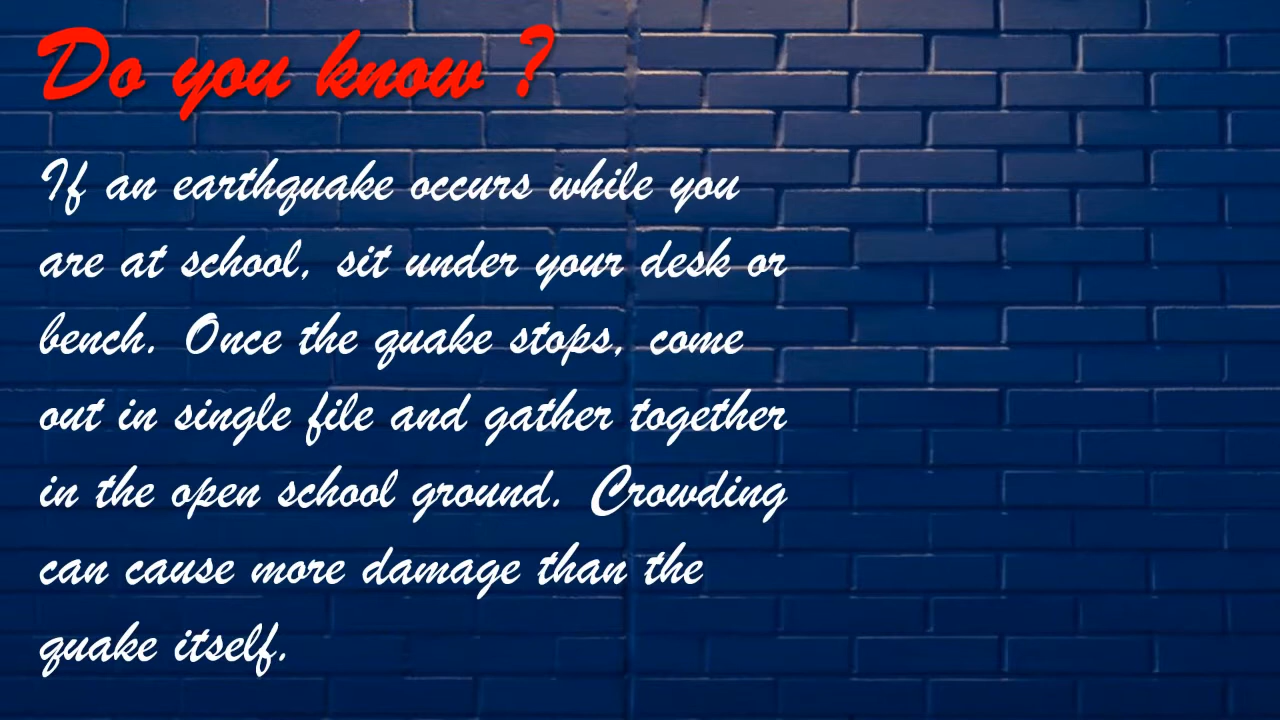 Do you know ?
If an earthquake occurs while you
are at school, sit under your desk or
bench. Once the quake stops, come
out in single file and gather together
in the open school ground. Crowding
can cause more damage than the
quake itself.